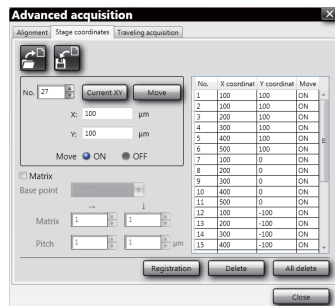 Advanced acquisition
Alignment Stage coordinates Traveling acquisition
No. 27 Current XY Move
X: 100 μm
Y: 100 μm
Move ON OFF
Matrix
Base point
→ ↓
Matrix 1 1
Pitch 1 1 μm
No. X coordinat Y coordinat Move
1 100 100 ON
2 100 100 ON
3 200 100 ON
4 300 100 ON
5 400 100 ON
6 500 100 ON
7 100 0 ON
8 200 0 ON
9 300 0 ON
10 400 0 ON
11 500 0 ON
12 100 -100 ON
13 200 -100 ON
14 300 -100 ON
15 400 -100 ON
Registration Delete All delete
Close